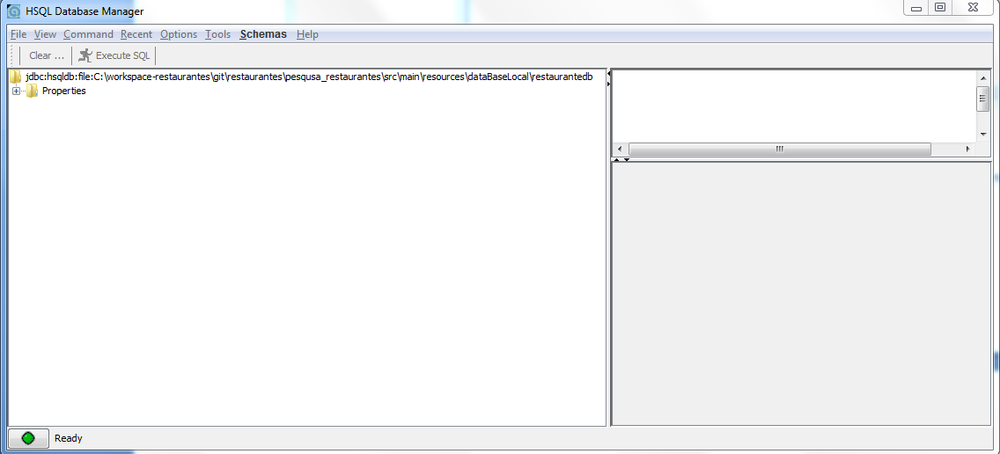 HSQL Database Manager
File View Command Recent Options Tools Schemas Help
Clear ... Execute SQL
jdbc:hsqldb:file:C:\workspace-restaurantes\git\restaurantes\pesqusa_restaurantes\src\main\resources\dataBaseLocal\restaurantedb
Properties
Ready